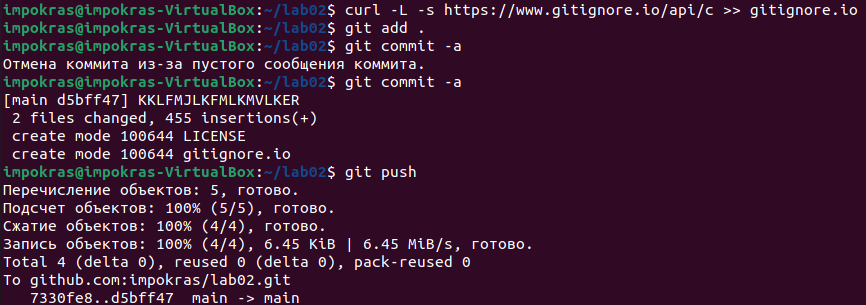 impokras@impokras-VirtualBox:~/lab02$ curl -L -s https://www.gitignore.io/api/c >> gitignore.io
impokras@impokras-VirtualBox:~/lab02$ git add .
impokras@impokras-VirtualBox:~/lab02$ git commit -a
Отмена коммита из-за пустого сообщения коммита.
impokras@impokras-VirtualBox:~/lab02$ git commit -a
[main d5bff47] KKLFMJLKFMLKMVLKER
 2 files changed, 455 insertions(+)
 create mode 100644 LICENSE
 create mode 100644 gitignore.io
impokras@impokras-VirtualBox:~/lab02$ git push
Перечисление объектов: 5, готово.
Подсчет объектов: 100% (5/5), готово.
Сжатие объектов: 100% (4/4), готово.
Запись объектов: 100% (4/4), 6.45 KiB | 6.45 MiB/s, готово.
Total 4 (delta 0), reused 0 (delta 0), pack-reused 0
To github.com:impokras/lab02.git
   7330fe8..d5bff47  main -> main